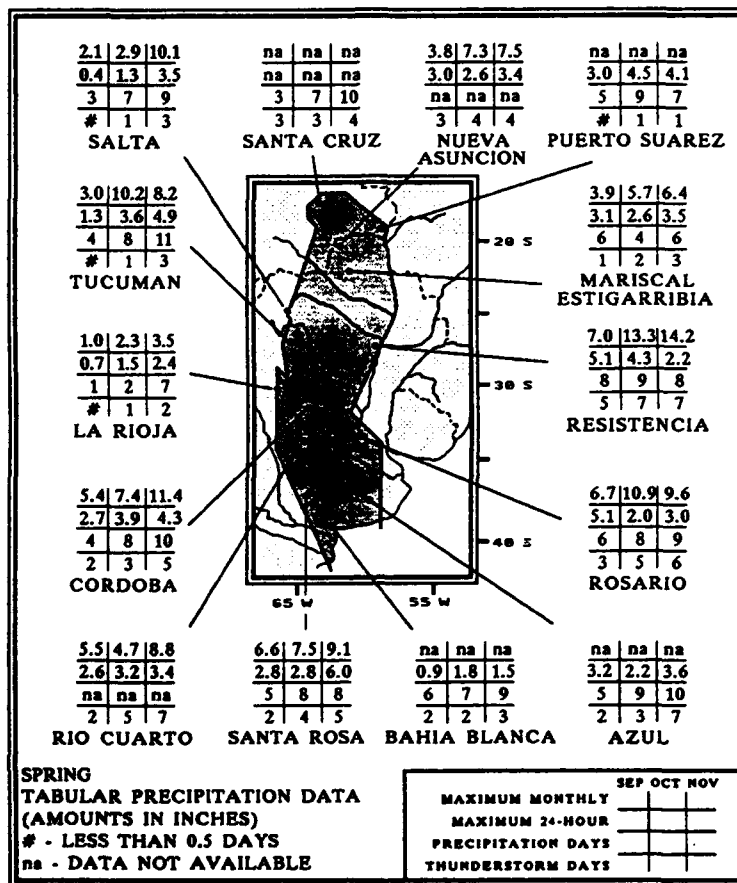 2.1 2.9 10.1
0.4 1.3 3.5
3 7 9
# 1 3
SALTA
na na na
na na na
3 7 10
3 3 4
SANTA CRUZ
3.8 7.3 7.5
3.0 2.6 3.4
na na na
3 4 4
NUEVA
ASUNCION
na na na
3.0 4.5 4.1
5 9 7
# 1 1
PUERTO SUAREZ
3.0 10.2 8.2
1.3 3.6 4.9
4 8 11
# 1 3
TUCUMAN
3.9 5.7 6.4
3.1 2.6 3.5
6 4 6
1 2 3
MARISCAL
ESTIGARRIBIA
1.0 2.3 3.5
0.7 1.5 2.4
1 2 7
# 1 2
LA RIOJA
7.0 13.3 14.2
5.1 4.3 2.2
8 9 8
5 7 7
RESISTENCIA
5.4 7.4 11.4
2.7 3.9 4.3
4 8 10
2 3 5
CORDOBA
6.7 10.9 9.6
5.1 2.0 3.0
6 8 9
3 5 6
ROSARIO
20 S
30 S
40 S
65 W
55 W
5.5 4.7 8.8
2.6 3.2 3.4
na na na
2 5 7
RIO CUARTO
6.6 7.5 9.1
2.8 2.8 6.0
5 8 8
2 4 5
SANTA ROSA
na na na
0.9 1.8 1.5
6 7 9
2 2 3
BAHIA BLANCA
na na na
3.2 2.2 3.6
5 9 10
2 3 7
AZUL
SPRING
TABULAR PRECIPITATION DATA
(AMOUNTS IN INCHES)
# - LESS THAN 0.5 DAYS
na - DATA NOT AVAILABLE
SEP OCT NOV
MAXIMUM MONTHLY
MAXIMUM 24-HOUR
PRECIPITATION DAYS
THUNDERSTORM DAYS